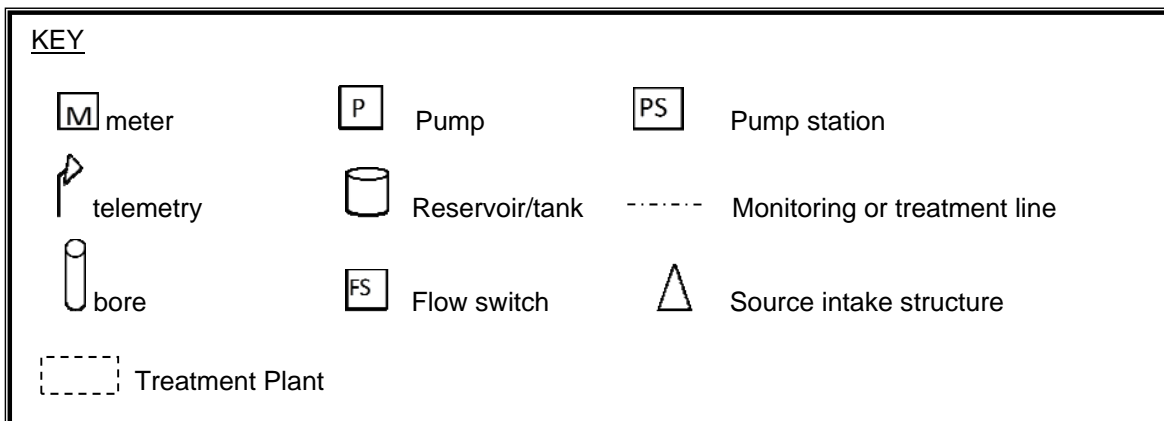 KEY
M meter P Pump PS Pump station
telemetry Reservoir/tank Monitoring or treatment line
bore FS Flow switch Source intake structure
Treatment Plant